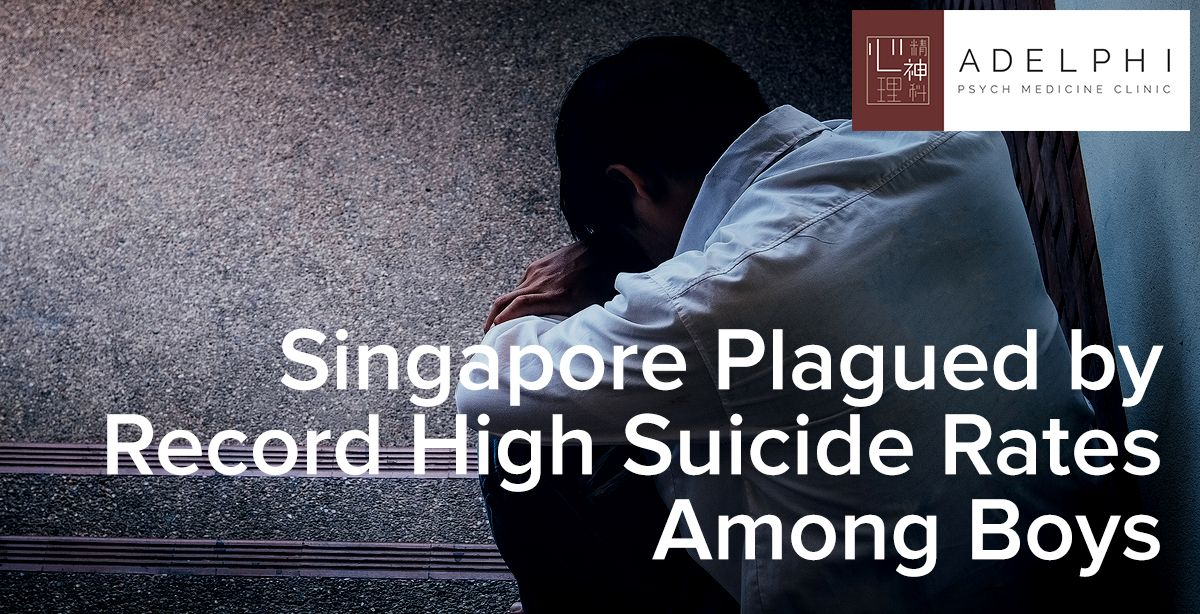 心理 精神科
ADELPHI
PSYCH MEDICINE CLINIC
Singapore Plagued by
Record High Suicide Rates
Among Boys